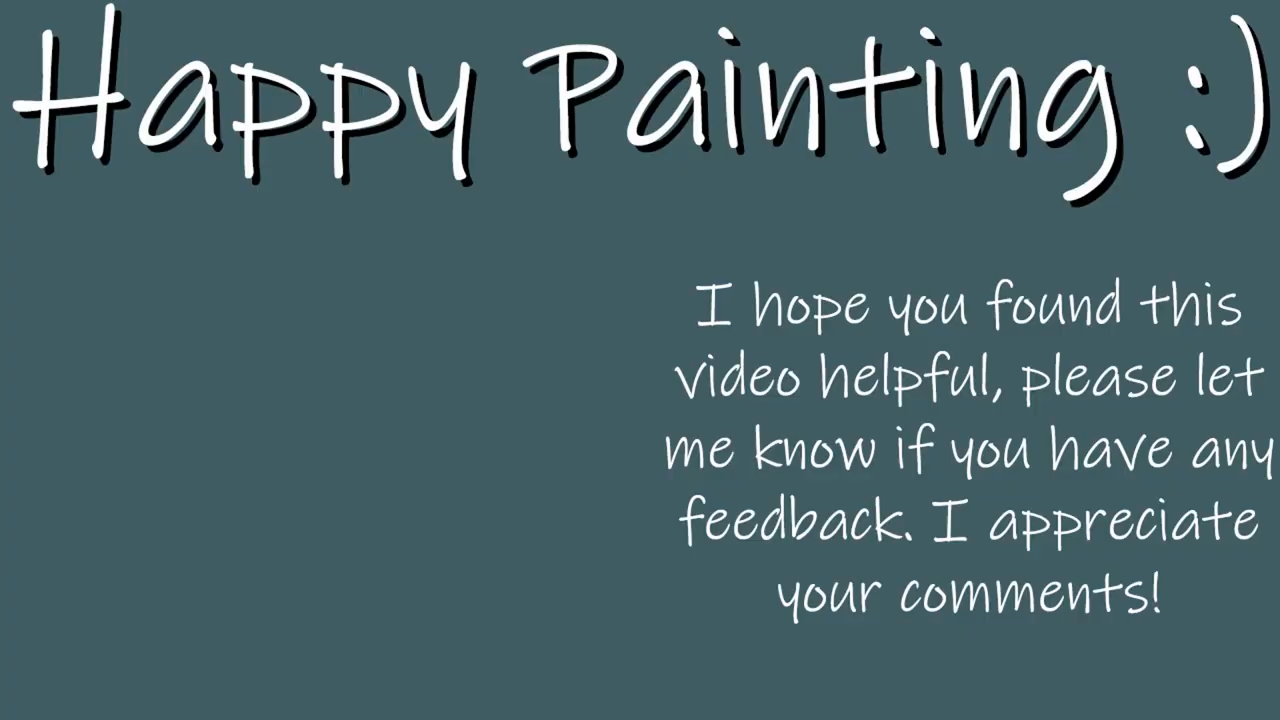 Happy Painting :)
I hope you found this
video helpful, please let
me know if you have any
feedback. I appreciate
your comments!